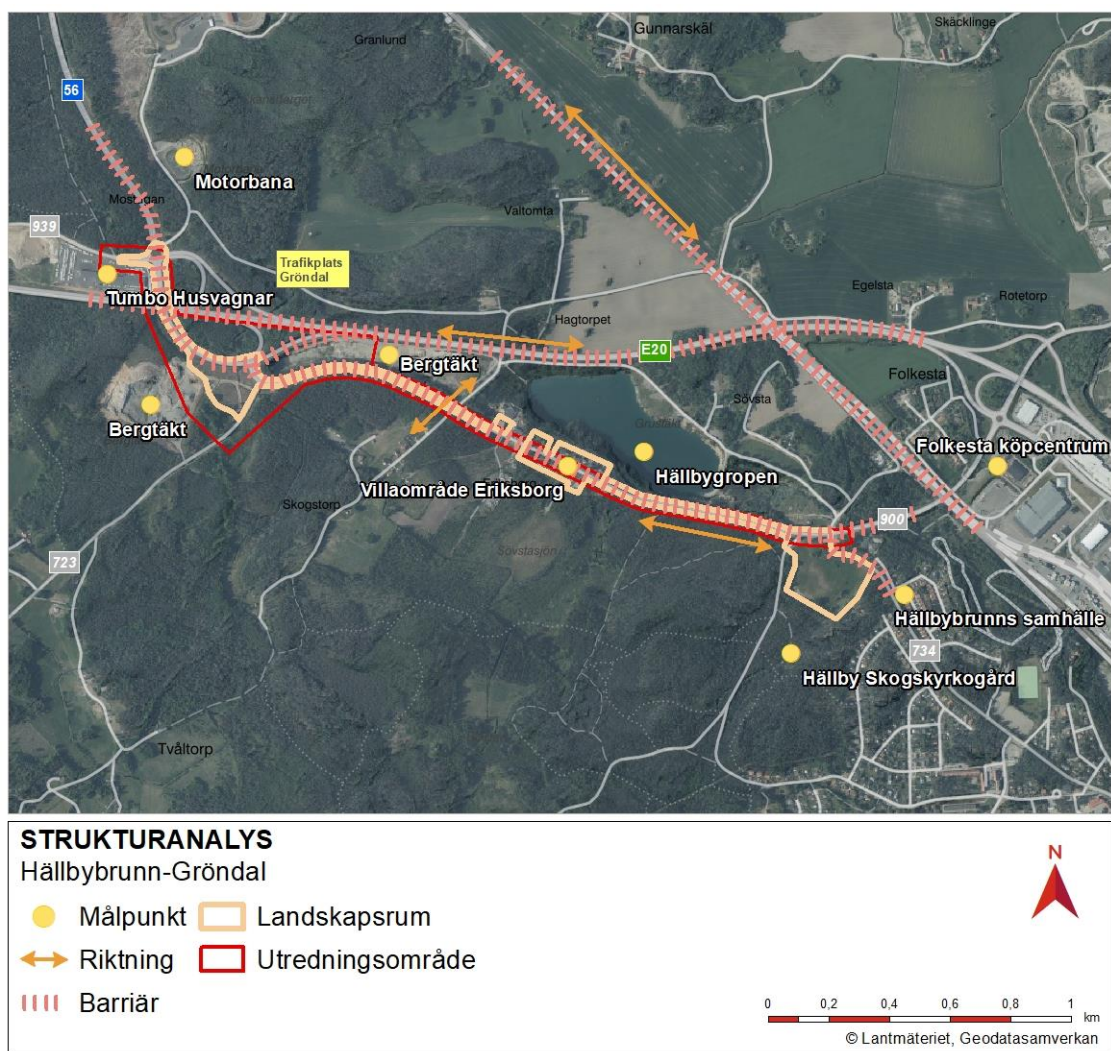 Granlund
Gunnarskäl
Skäcklinge
56
Motorbana
Valtomta
939
Trafikplats
Gröndal
Tumbo Husvagnar
Egelsta
Rotetorp
Hagtorpet
E20
Bergtäkt
Folkesta
Sövsta
Bergtäkt
Folkesta köpcentrum
Hällbygropen
Villaområde Eriksborg
Skogstorp
900
Sövstasjön
723
Hällbybrunns samhälle
734
Hällby Skogskyrkogård
Tvåltorp
STRUKTURANALYS
Hällbybrunn-Gröndal
N
Målpunkt
Landskapsrum
Riktning
Utredningsområde
Barriär
0 0,2 0,4 0,6 0,8 1
km
© Lantmäteriet, Geodatasamverkan